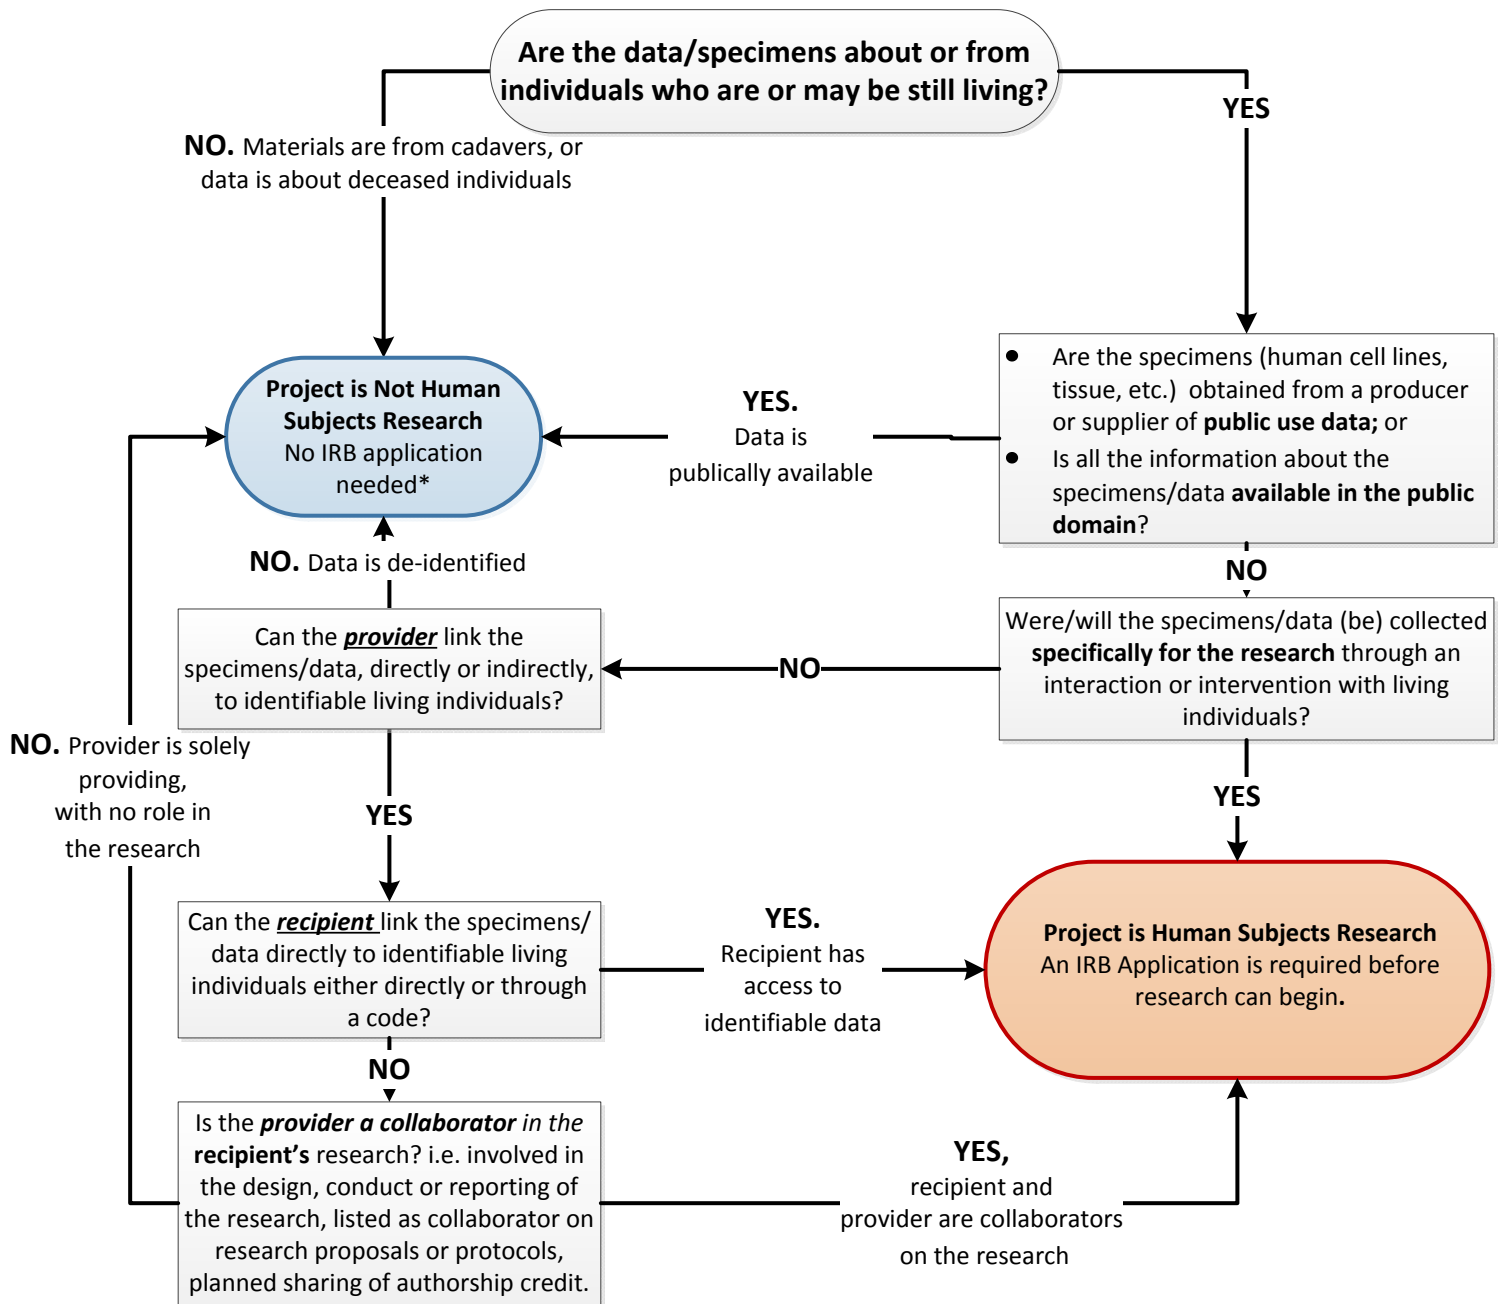 Are the data/specimens about or from
individuals who are or may be still living?
YES
NO. Materials are from cadavers, or
data is about deceased individuals
Project is Not Human
Subjects Research
No IRB application
needed*
YES.
Data is
publically available
● Are the specimens (human cell lines,
tissue, etc.) obtained from a producer
or supplier of public use data; or
● Is all the information about the
specimens/data available in the public
domain?
NO. Data is de-identified
NO
Can the provider link the
specimens/data, directly or indirectly,
to identifiable living individuals?
NO
Were/will the specimens/data (be) collected
specifically for the research through an
interaction or intervention with living
individuals?
NO. Provider is solely
providing,
with no role in
the research
YES
YES
Can the recipient link the specimens/
data directly to identifiable living
individuals either directly or through
a code?
YES.
Recipient has
access to
identifiable data
Project is Human Subjects Research
An IRB Application is required before
research can begin.
NO
Is the provider a collaborator in the
recipient's research? i.e. involved in
the design, conduct or reporting of
the research, listed as collaborator on
research proposals or protocols,
planned sharing of authorship credit.
YES,
recipient and
provider are collaborators
on the research